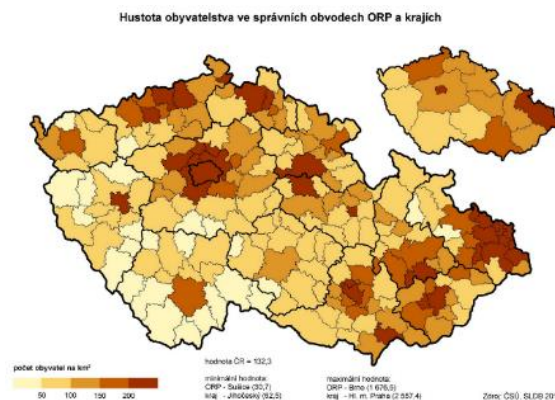 Hustota obyvatelstva ve správních obvodech ORP a krajích
počet obyvatel na km²
50 100 150 200
hodnota ČR = 132,3
minimální hodnota:
ORP - Sušice (30,7)
kraj - Jihočeský (62,5)
maximální hodnota:
ORP - Brno (1 676,5)
kraj - Hl. m. Praha (2 557,4)
Zdroj: ČSÚ, SLDB